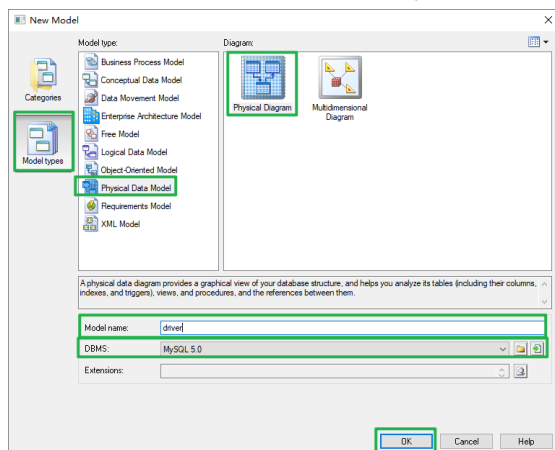 New Model
Model type:
Diagram:
Categories
Model types
Business Process Model
Conceptual Data Model
Data Movement Model
Enterprise Architecture Model
Free Model
Logical Data Model
Object-Oriented Model
Physical Data Model
Requirements Model
XML Model
Physical Diagram
Multidimensional
Diagram
A physical data diagram provides a graphical view of your database structure, and helps you analyze its tables (including their columns,
indexes, and triggers), views, and procedures, and the references between them.
Model name: driver
DBMS: MySQL 5.0
Extensions:
OK Cancel Help